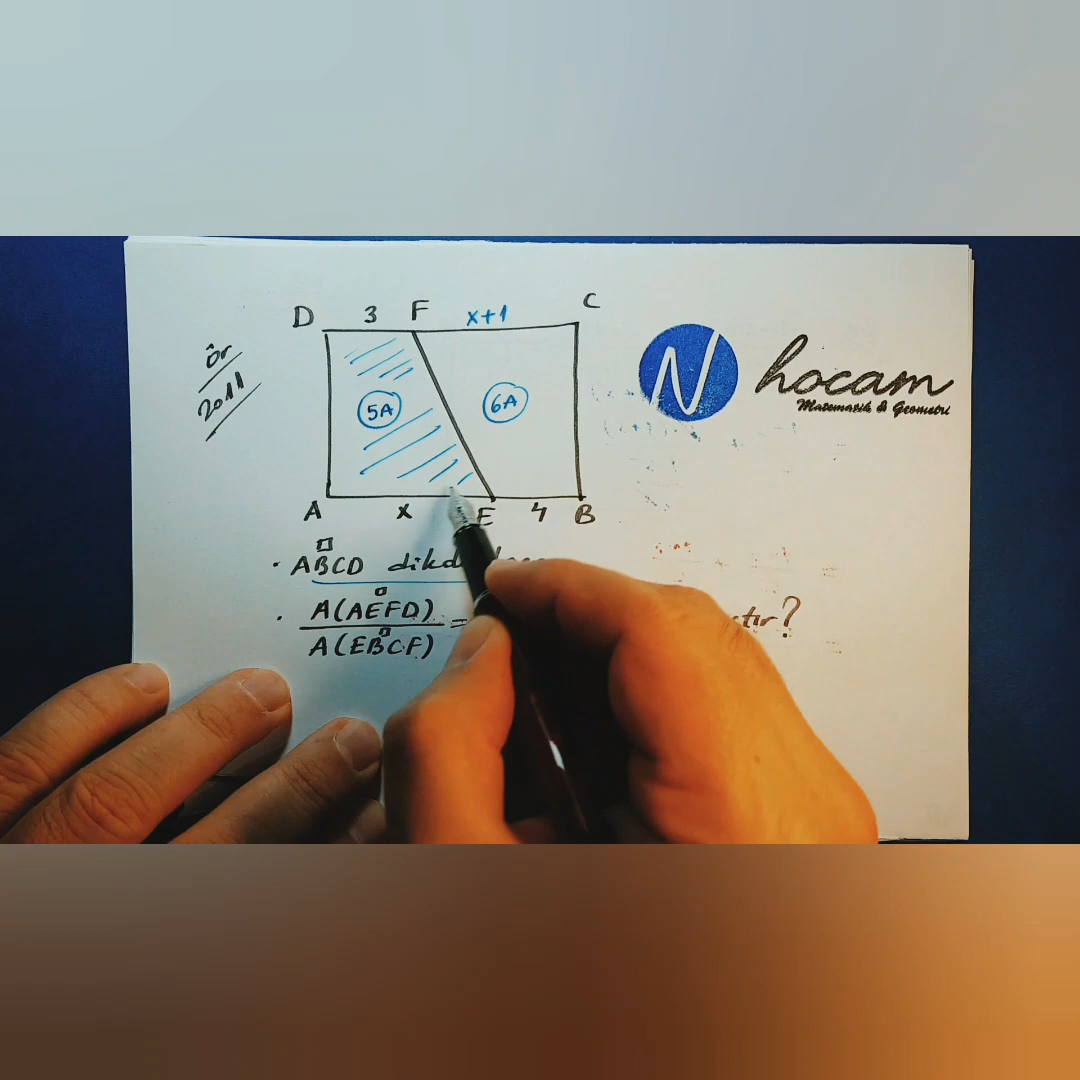 D 3 F x+1 C
Ör
2011
5A 6A
N hocam
Matematik & Geometri
A x E 4 B
• ABCD
• A(AEFD)
A(EBCF) =
?